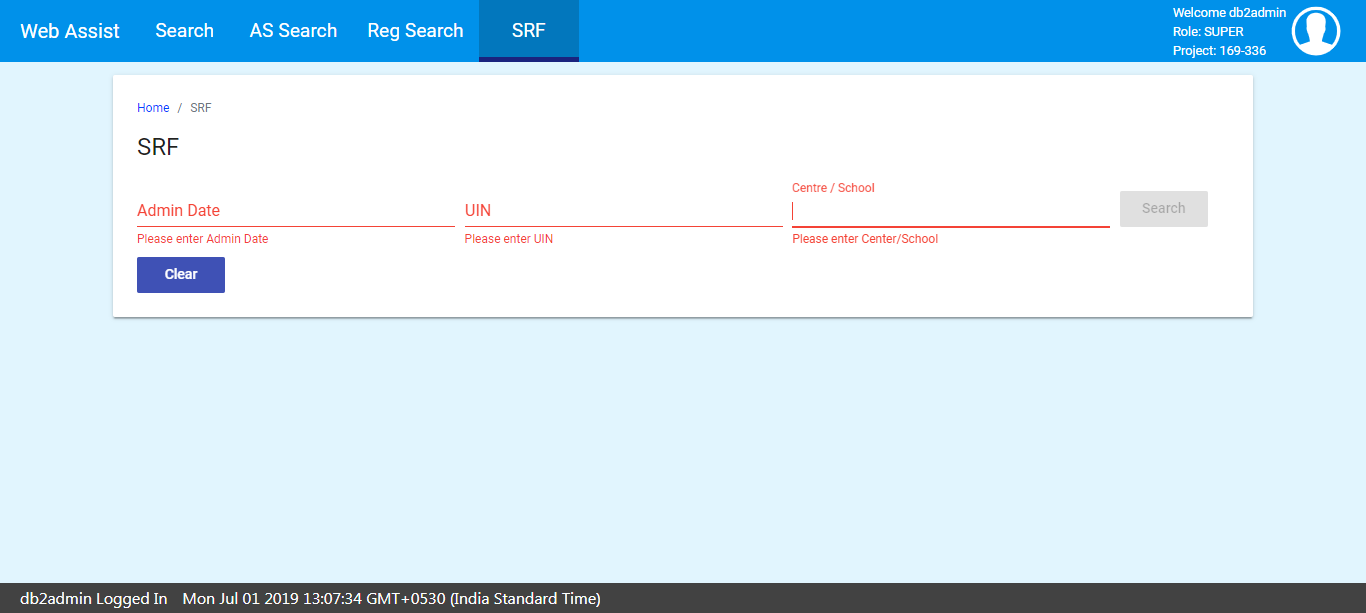 Web Assist Search AS Search Reg Search SRF
Welcome db2admin
Role: SUPER
Project: 169-336
Home / SRF
SRF
Centre / School
Admin Date UIN Search
Please enter Admin Date Please enter UIN Please enter Center/School
Clear
db2admin Logged In Mon Jul 01 2019 13:07:34 GMT+0530 (India Standard Time)